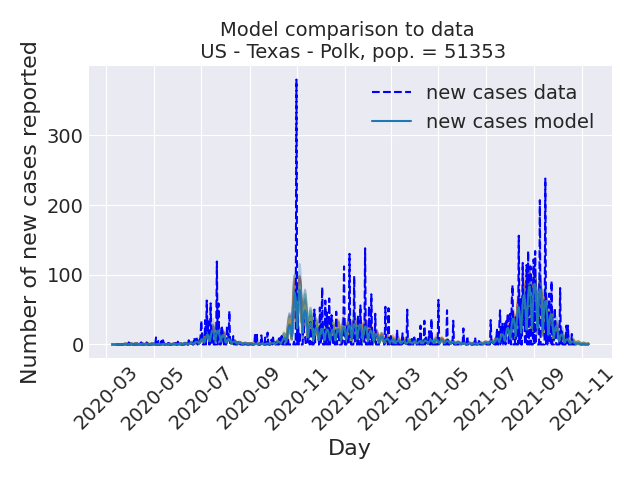 Model comparison to data
US - Texas - Polk, pop. = 51353
Number of new cases reported
300
200
100
0
new cases data
new cases model
2020-03
2020-05
2020-07
2020-09
2020-11
2021-01
2021-03
2021-05
2021-07
2021-09
2021-11
Day